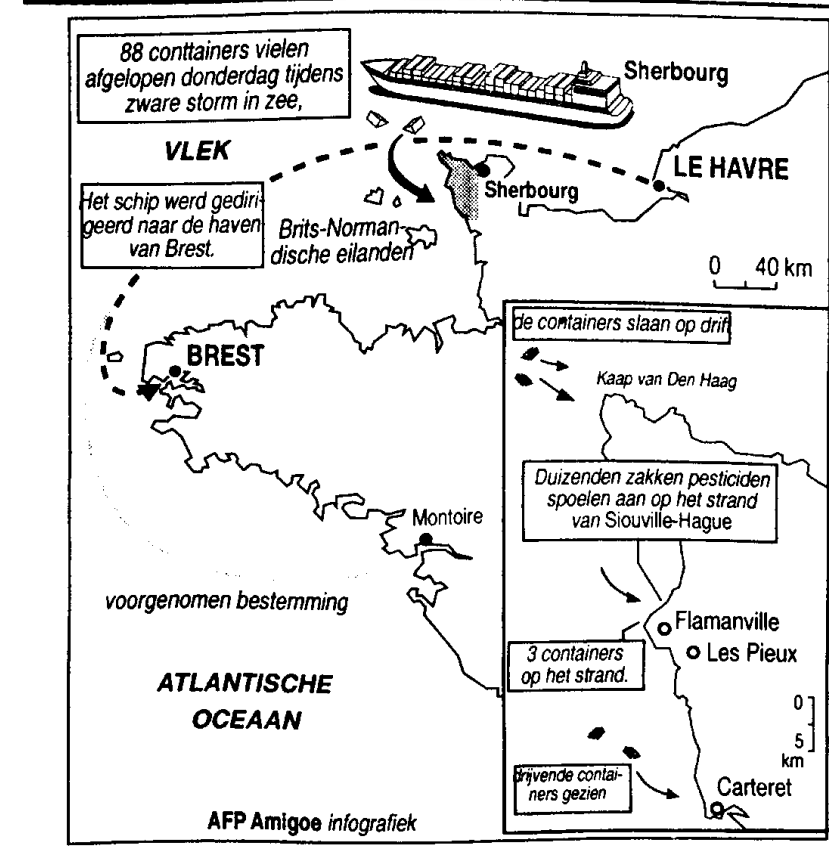 88 conttainers vielen
afgelopen donderdag tijdens
zware storm in zee,
Sherbourg
VLEK
LE HAVRE
Sherbourg
Het schip werd gediri-
geerd naar de haven
van Brest.
Brits-Norman-
dische eilanden
0 40 km
de containers slaan op drift
BREST
Kaap van Den Haag
Duizenden zakken pesticiden
spoelen aan op het strand
van Siouville-Hague
Montoire
voorgenomen bestemming
Flamanville
Les Pieux
3 containers
op het strand.
ATLANTISCHE
OCEAAN
0
5
km
drijvende contai-
ners gezien
Carteret
AFP Amigoe infografiek